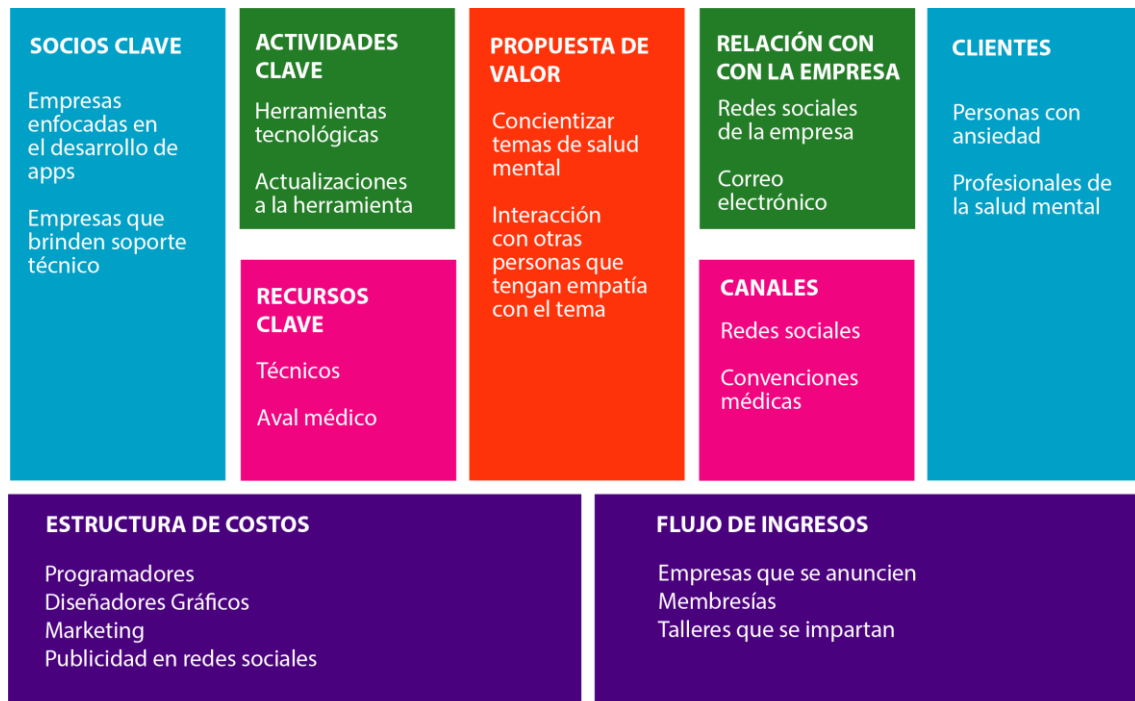 SOCIOS CLAVE
Empresas
enfocadas en
el desarrollo de
apps
Empresas que
brinden soporte
técnico
ACTIVIDADES
CLAVE
Herramientas
tecnológicas
Actualizaciones
a la herramienta
RECURSOS
CLAVE
Técnicos
Aval médico
PROPUESTA DE
VALOR
Concientizar
temas de salud
mental
Interacción
con otras
personas que
tengan empatía
con el tema
RELACIÓN CON
CON LA EMPRESA
Redes sociales
de la empresa
Correo
electrónico
CANALES
Redes sociales
Convenciones
médicas
CLIENTES
Personas con
ansiedad
Profesionales de
la salud mental
ESTRUCTURA DE COSTOS
Programadores
Diseñadores Gráficos
Marketing
Publicidad en redes sociales
FLUJO DE INGRESOS
Empresas que se anuncien
Membresías
Talleres que se impartan